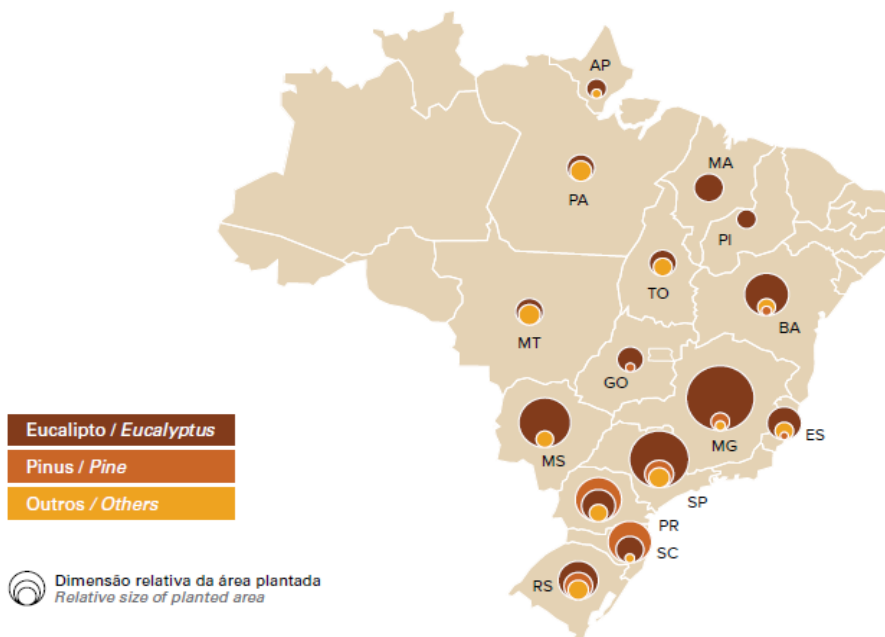 AP
MA
PA
PI
TO
BA
MT
GO
Eucalipto / Eucalyptus
MG
ES
MS
Pinus / Pine
Outros / Others
SP
PR
SC
Dimensão relativa da área plantada
Relative size of planted area
RS